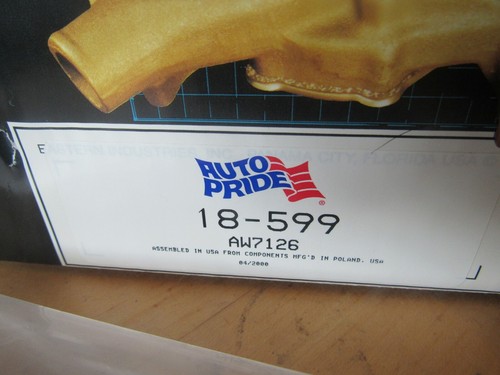 E
AUTO
PRIDE®
18-599
AW7126
ASSEMBLED IN USA FROM COMPONENTS MFG'D IN POLAND, USA
04/2000